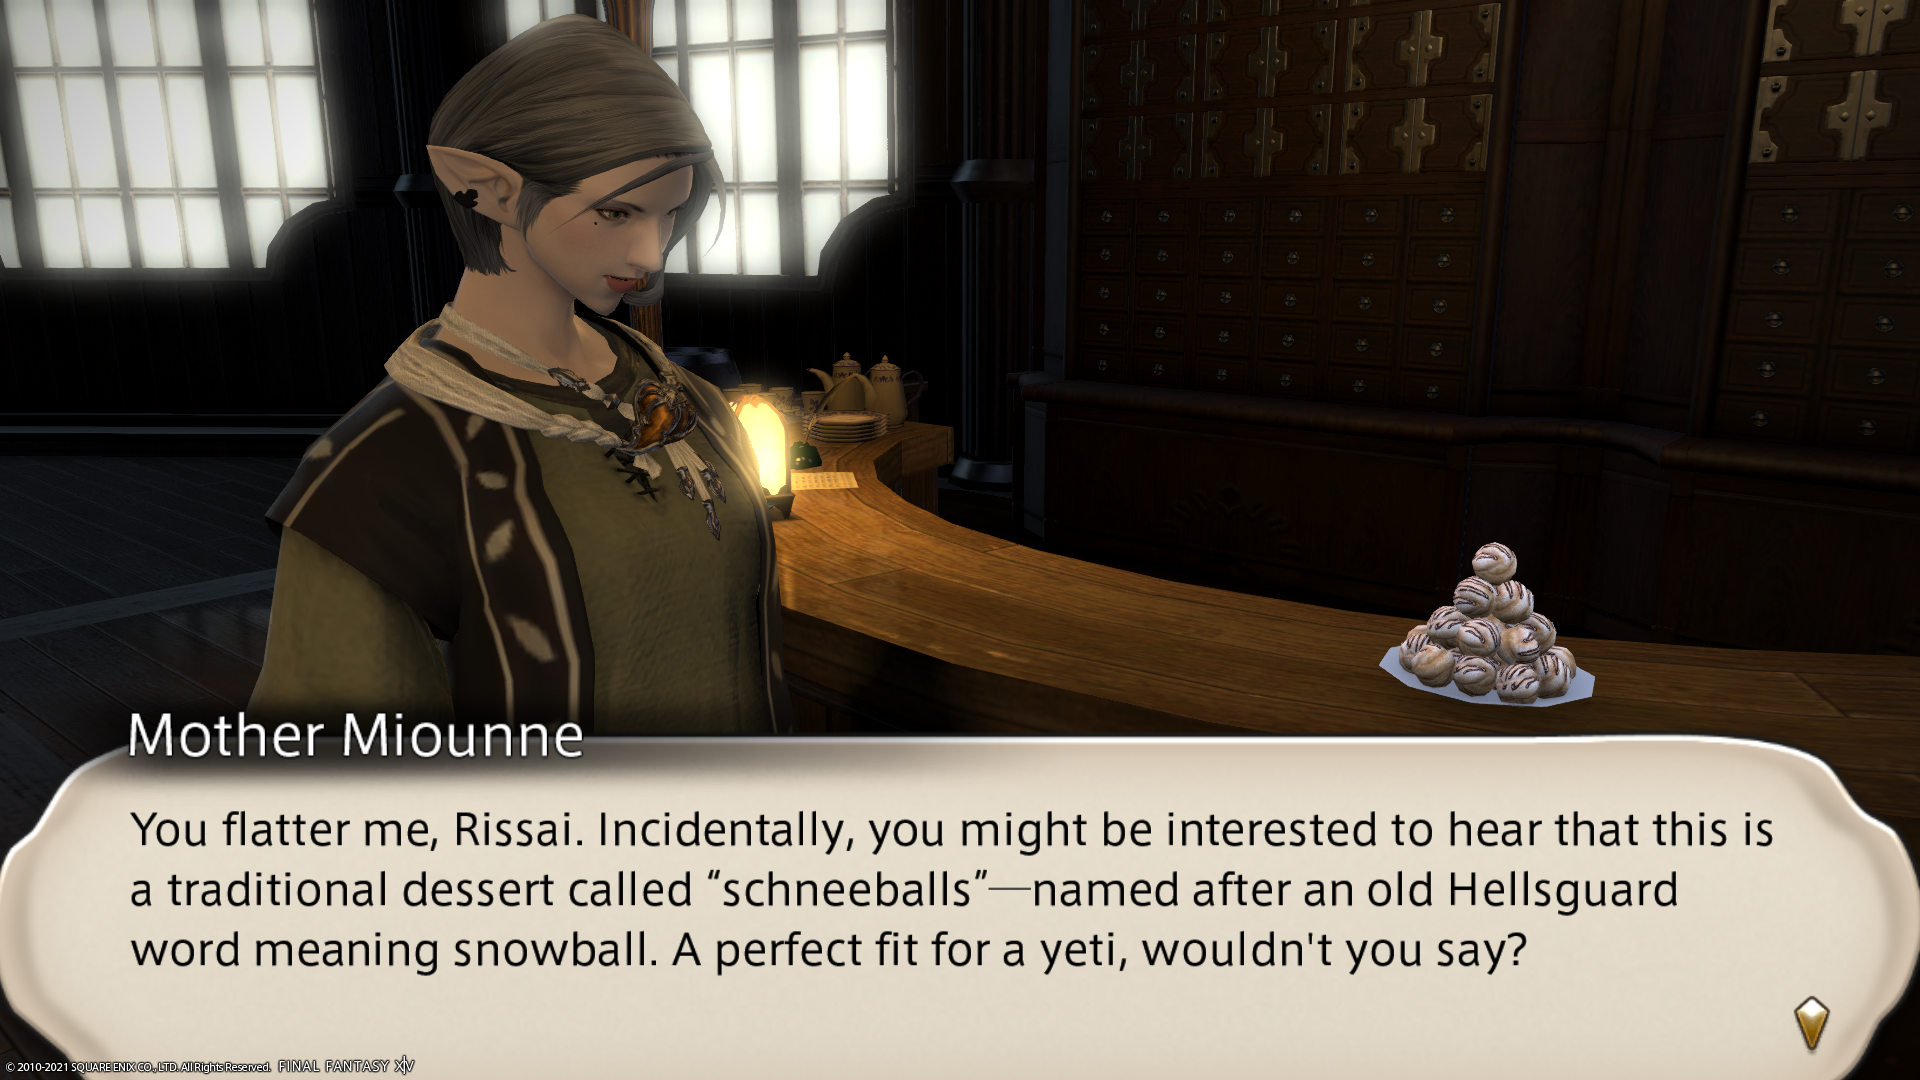 Mother Miounne
You flatter me, Rissai. Incidentally, you might be interested to hear that this is
a traditional dessert called “schneeballs”—named after an old Hellsguard
word meaning snowball. A perfect fit for a yeti, wouldn't you say?
© 2010-2021 SQUARE ENIX CO., LTD. All Rights Reserved. FINAL FANTASY XIV